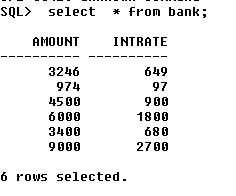 SQL>  select  * from bank;
    AMOUNT    INTRATE
---------- ----------
      3246        649
       974         97
      4500        900
      6000       1800
      3400        680
      9000       2700
6 rows selected.